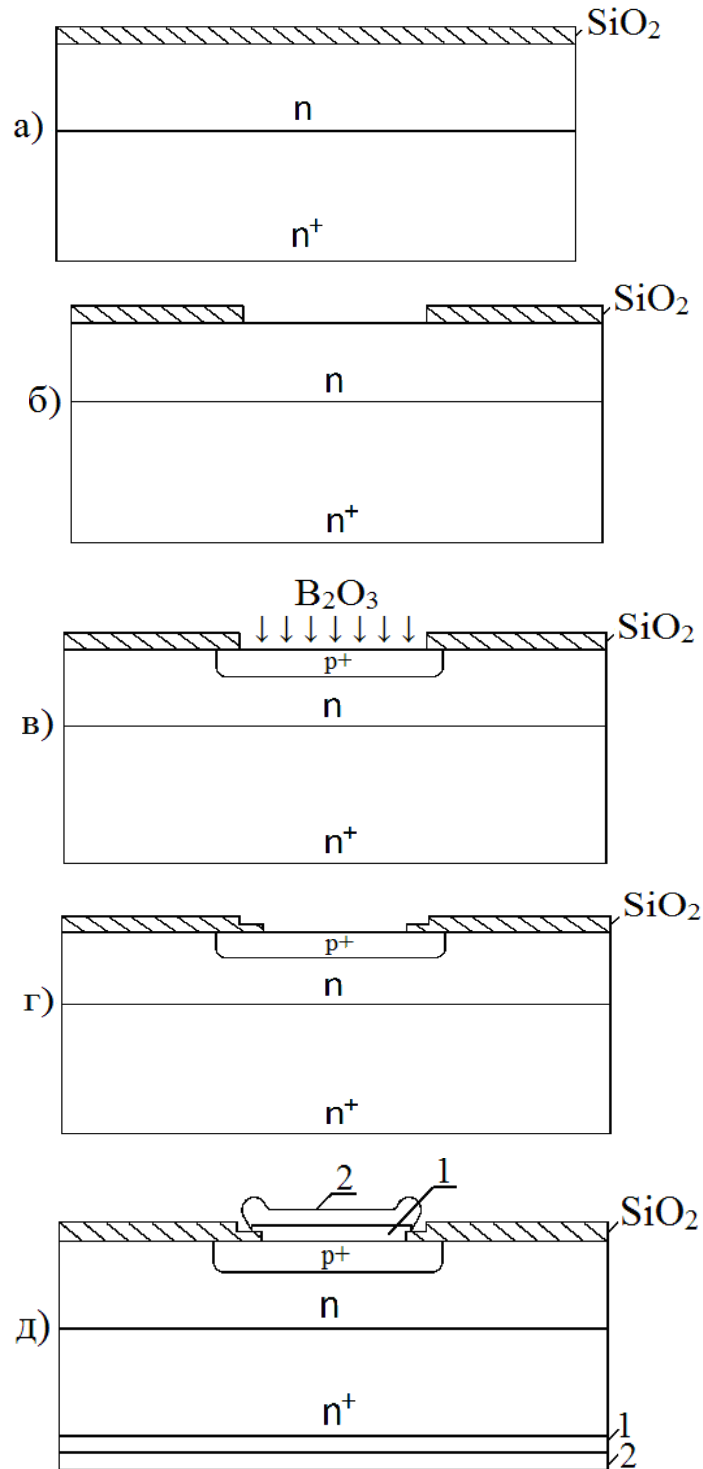 SiO₂
n
а)
n⁺
SiO₂
n
б)
n⁺
B₂O₃
↓ ↓ ↓ ↓ ↓ ↓ ↓
SiO₂
p+
n
в)
n⁺
SiO₂
p+
n
г)
n⁺
2 1
SiO₂
p+
n
д)
n⁺
1
2